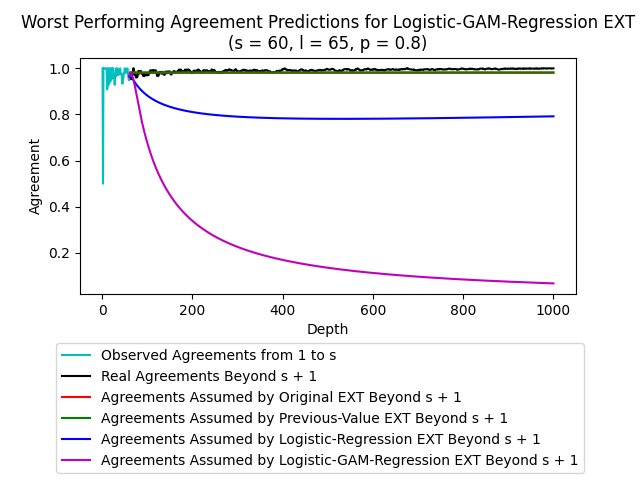 Worst Performing Agreement Predictions for Logistic-GAM-Regression EXT
(s = 60, l = 65, p = 0.8)
1.0
0.8
0.6
0.4
0.2
Agreement
0 200 400 600 800 1000
Depth
Observed Agreements from 1 to s
Real Agreements Beyond s + 1
Agreements Assumed by Original EXT Beyond s + 1
Agreements Assumed by Previous-Value EXT Beyond s + 1
Agreements Assumed by Logistic-Regression EXT Beyond s + 1
Agreements Assumed by Logistic-GAM-Regression EXT Beyond s + 1